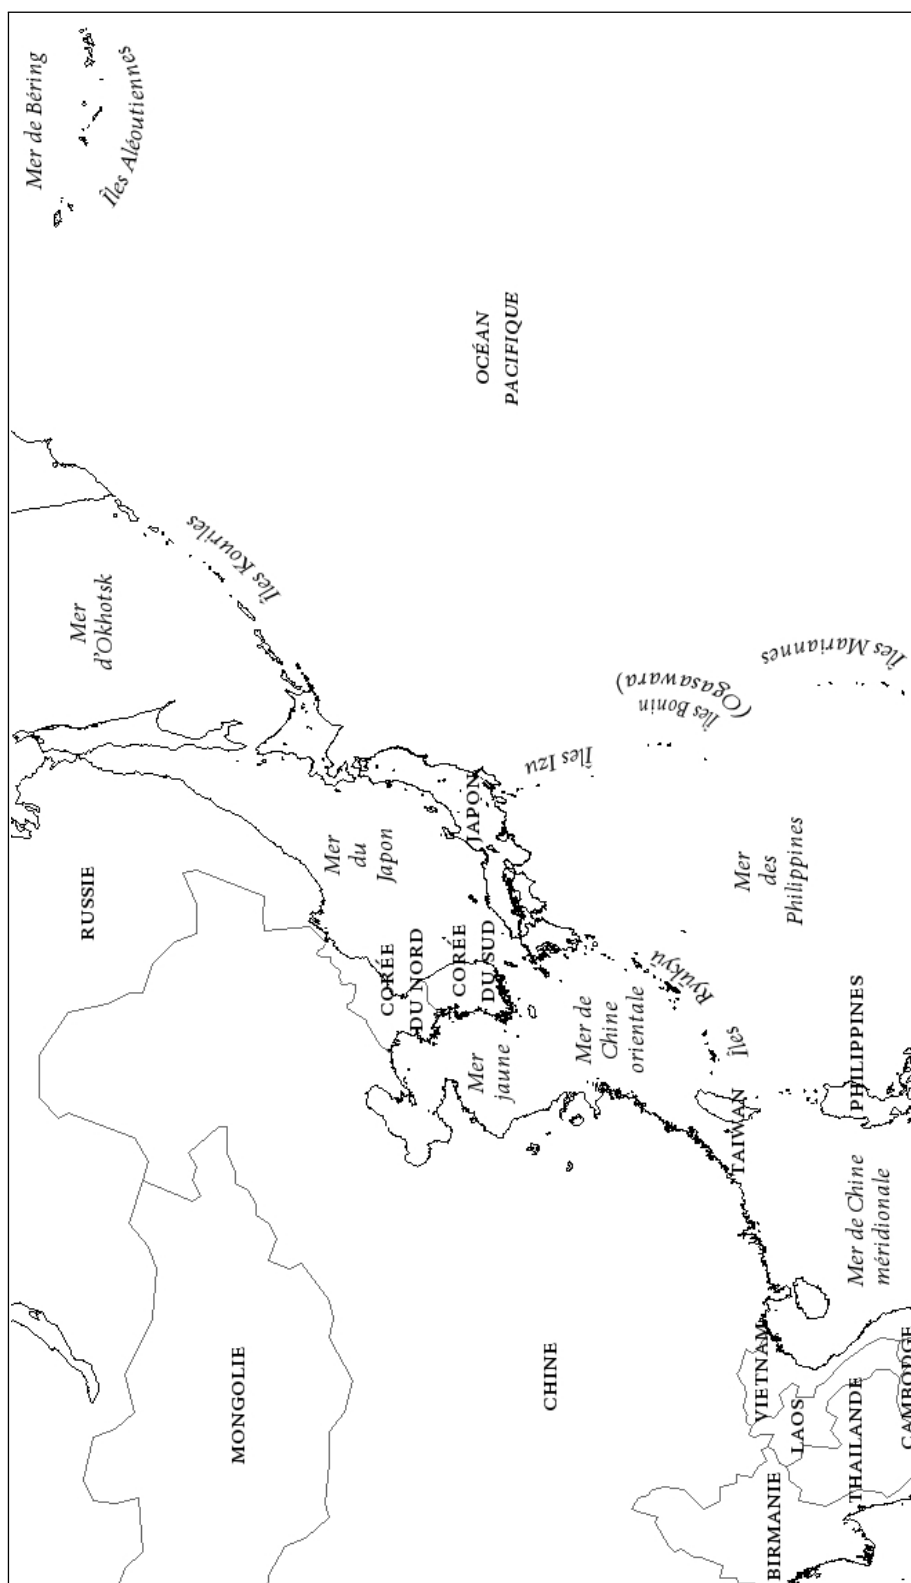 Mer de Béring
Îles Aléoutiennes
OCÉAN
PACIFIQUE
Îles Kouriles
Mer
d'Okhotsk
Îles Mariannes
Îles Bonin
(Ogasawara)
Îles Izu
JAPON
Mer
du
Japon
RUSSIE
Mer
des
Philippines
CORÉE
DU NORD
CORÉE
DU SUD
Mer
jaune
Mer de
Chine
orientale
Îles
Ryūkyū
TAIWAN
PHILIPPINES
Mer de Chine
méridionale
MONGOLIE
CHINE
VIETNAM
LAOS
THAILANDE
CAMBODGE
BIRMANIE